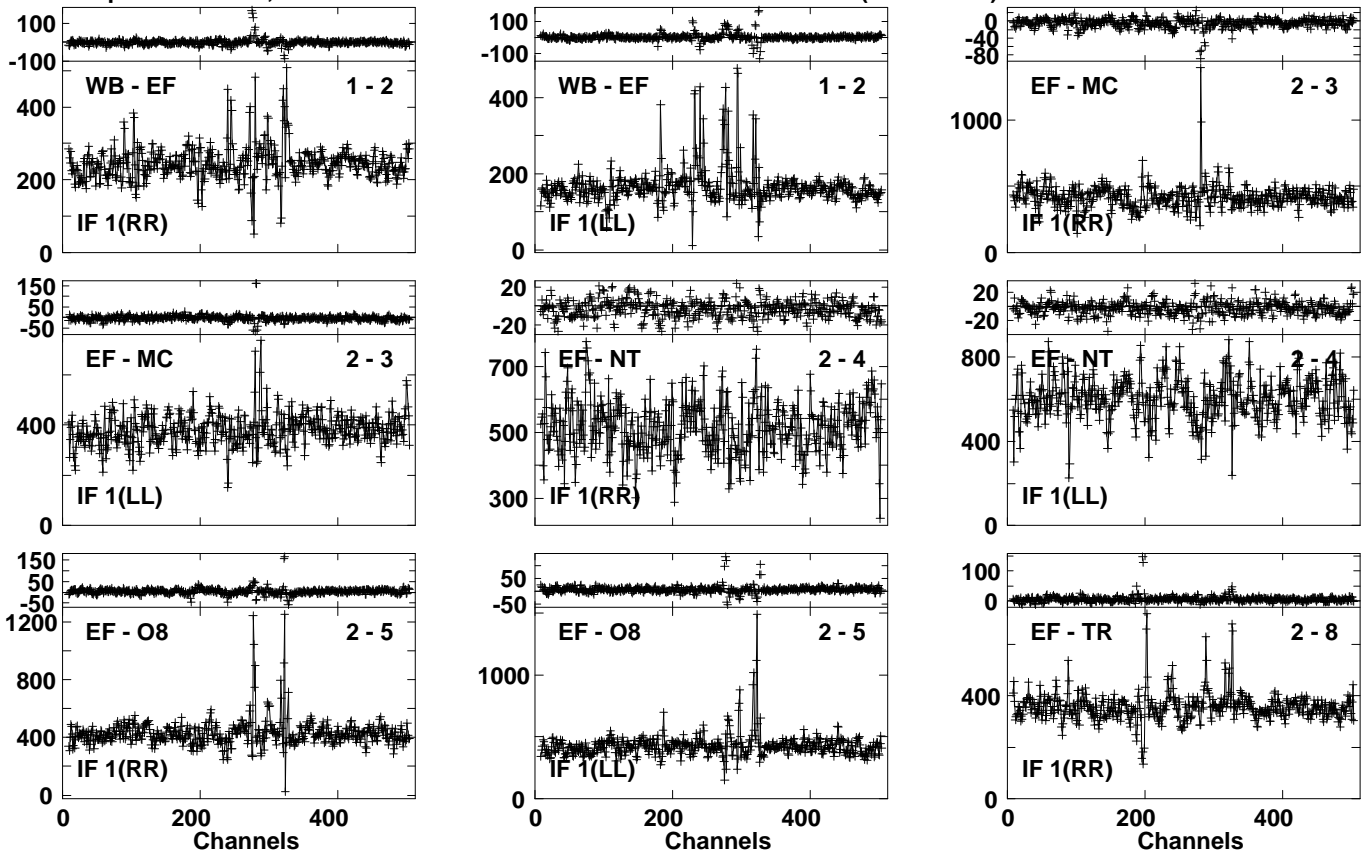 100
-100
WB - EF 1 - 2
400
200
0
IF 1(RR)
100
-100
WB - EF 1 - 2
400
200
0
IF 1(LL)
0
-40
-80
EF - MC 2 - 3
1000
0
IF 1(RR)
150
50
-50
EF - MC 2 - 3
400
0
IF 1(LL)
20
-20
EF - NT 2 - 4
700
500
300
IF 1(RR)
20
-20
EF - NT 2 - 4
800
400
0
IF 1(LL)
150
50
-50
EF - O8 2 - 5
1200
800
400
0
IF 1(RR)
0 200 400
Channels
50
-50
EF - O8 2 - 5
1000
0
IF 1(LL)
0 200 400
Channels
100
0
EF - TR 2 - 8
400
0
IF 1(RR)
0 200 400
Channels